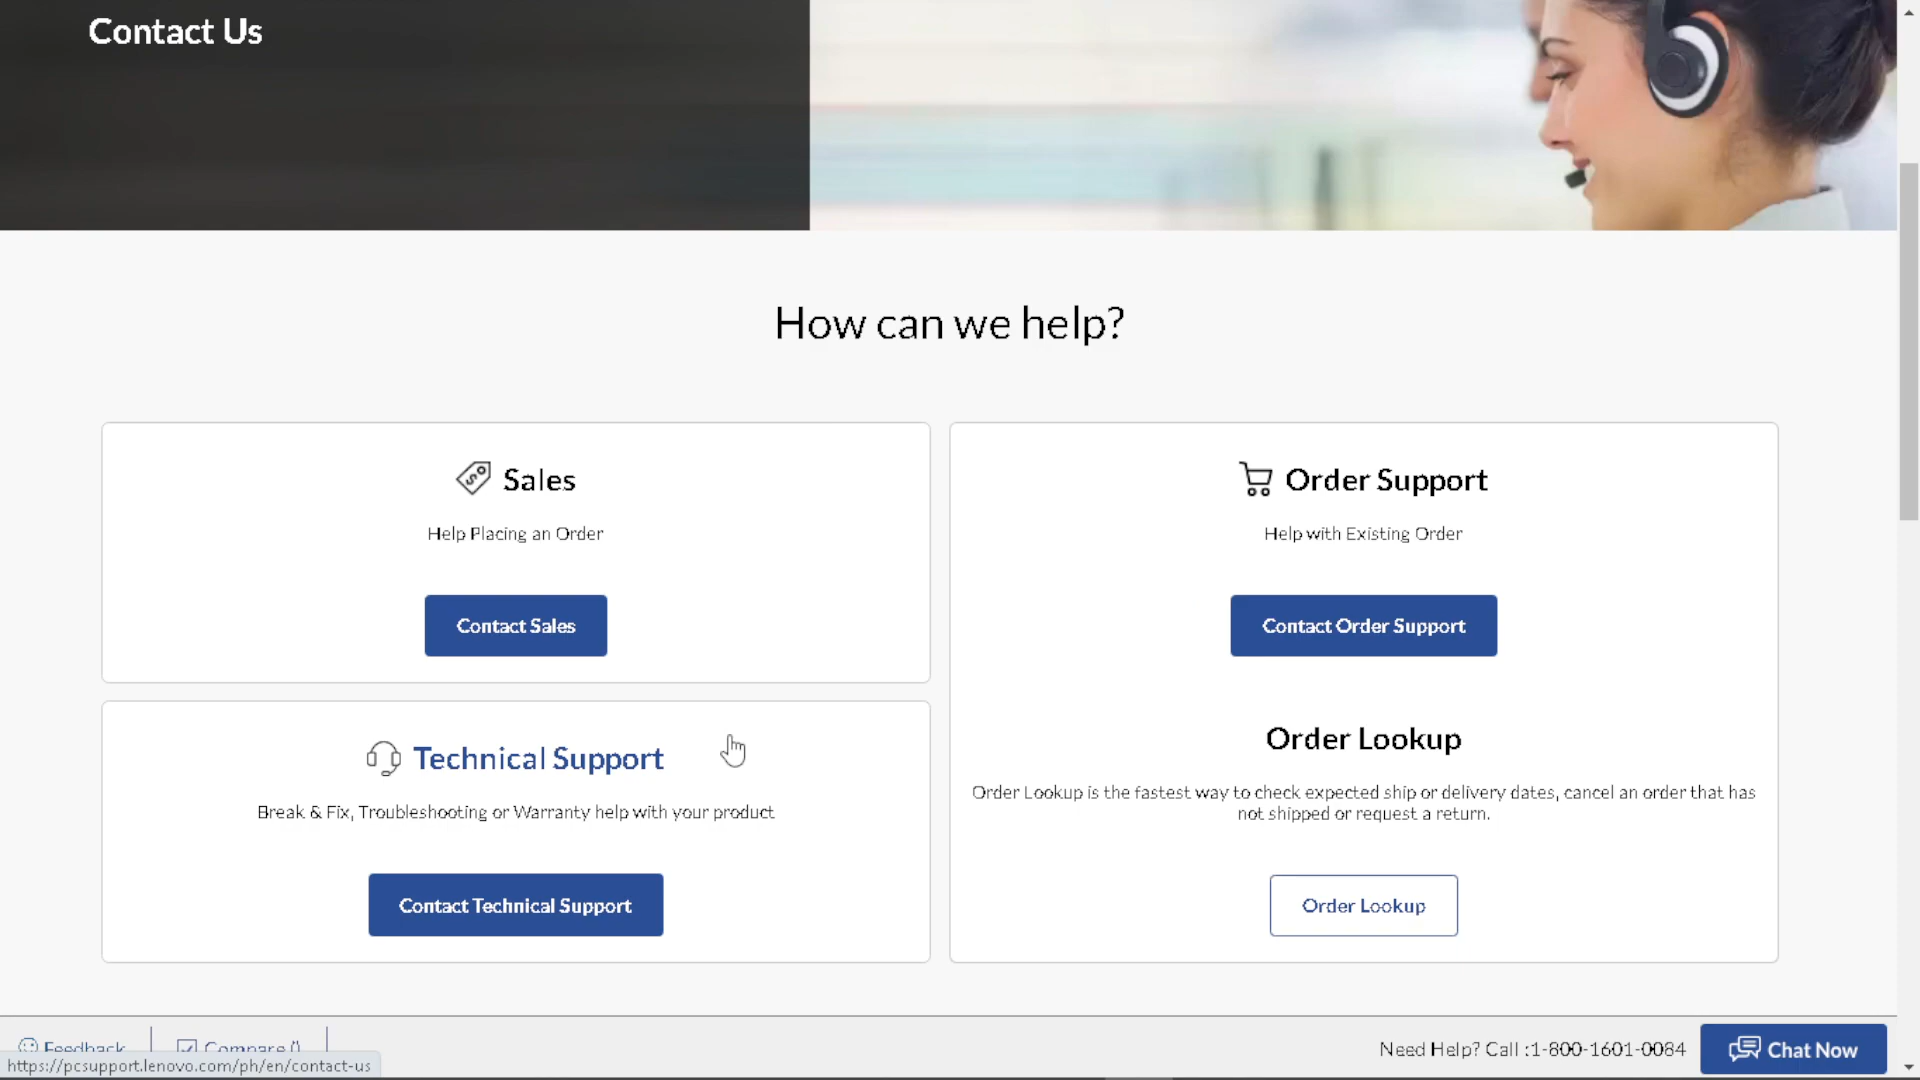 Contact Us
How can we help?
Sales
Help Placing an Order
Contact Sales
Order Support
Help with Existing Order
Contact Order Support
Technical Support
Break & Fix, Troubleshooting or Warranty help with your product
Contact Technical Support
Order Lookup
Order Lookup is the fastest way to check expected ship or delivery dates, cancel an order that has
not shipped or request a return.
Order Lookup
Feedback
Compare ()
Need Help? Call :1-800-1601-0084
Chat Now
https://pcsupport.lenovo.com/ph/en/contact-us